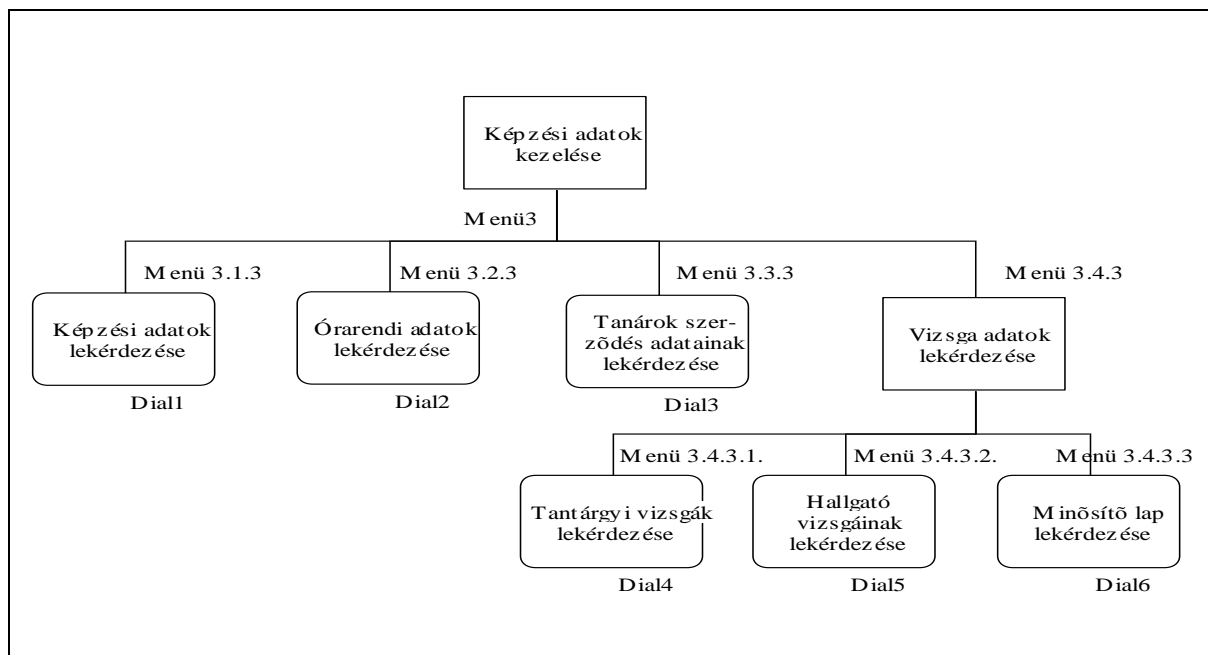 Képzési adatok
kezelése
Menü3
Menü 3.1.3
Menü 3.2.3
Menü 3.3.3
Menü 3.4.3
Képzési adatok
lekérdezése
Dial1
Órarendi adatok
lekérdezése
Dial2
Tanárok szer-
zõdés adatainak
lekérdezése
Dial3
Vizsga adatok
lekérdezése
Menü 3.4.3.1.
Menü 3.4.3.2.
Menü 3.4.3.3
Tantárgyi vizsgák
lekérdezése
Dial4
Hallgató
vizsgáinak
lekérdezése
Dial5
Minõsítõ lap
lekérdezése
Dial6